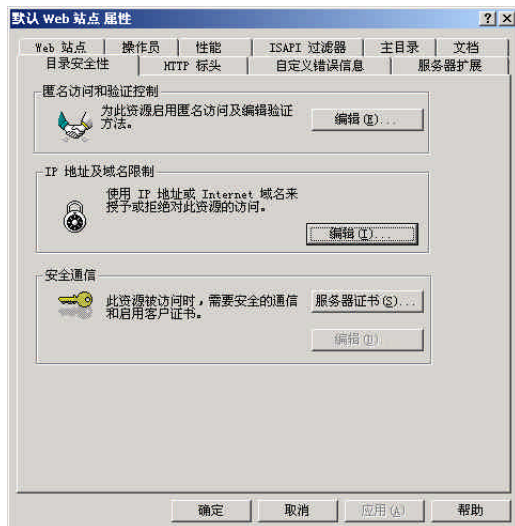 默认 Web 站点 属性
Web 站点 操作员 性能 ISAPI 过滤器 主目录 文档
目录安全性 HTTP 标头 自定义错误信息 服务器扩展
匿名访问和验证控制
为此资源启用匿名访问及编辑验证
方法。
编辑(E)...
IP 地址及域名限制
使用 IP 地址或 Internet 域名来
授予或拒绝对此资源的访问。
编辑(I)...
安全通信
此资源被访问时，需要安全的通信
和启用客户证书。
服务器证书(S)...
编辑(D)
确定 取消 应用(A) 帮助